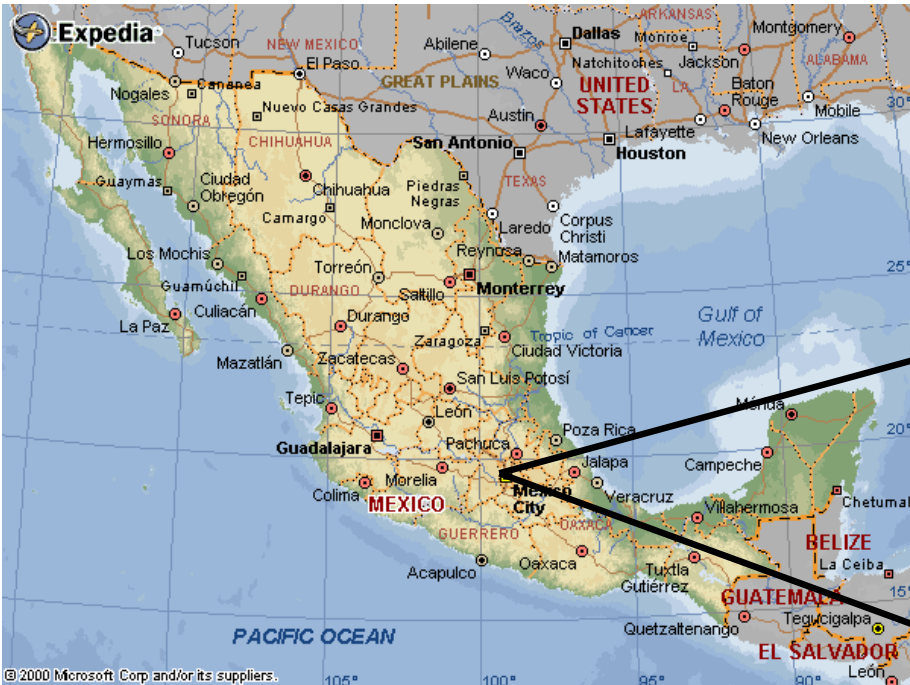 Expedia
ARKANSAS
Montgomery
Tucson
NEW MEXICO
Abilene
Brazos
Dallas
Monroe
El Paso
Natchitoches
Jackson
ALABAMA
Cananea
GREAT PLAINS
Waco
UNITED
STATES
LA
Baton
Rouge
Nogales
Nuevo Casas Grandes
Austin
Mobile
30°
SONORA
Lafayette
New Orleans
Hermosillo
CHIHUAHUA
San Antonio
Houston
Guaymas
Ciudad
Obregón
Chihuahua
Piedras
Negras
TEXAS
Camargo
Monclova
Laredo
Corpus
Christi
Los Mochis
Torreón
Reynosa
Matamoros
25°
Guamúchil
DURANGO
Saltillo
Monterrey
Culiacán
La Paz
Durango
Gulf of
Mexico
Zaragoza
Tropic of Cancer
Ciudad Victoria
Mazatlán
Zacatecas
San Luis Potosí
Tepic
León
Mérida
Poza Rica
20°
Guadalajara
Pachuca
Jalapa
Campeche
Morelia
Colima
MEXICO
Mexico
City
Veracruz
Villahermosa
Chetumal
GUERRERO
OAXACA
BELIZE
Acapulco
Oaxaca
Tuxtla
Gutiérrez
La Ceiba
GUATEMALA
15°
Quetzaltenango
Tegucigalpa
PACIFIC OCEAN
EL SALVADOR
León
© 2000 Microsoft Corp and/or its suppliers.
105°
100°
95°
90°